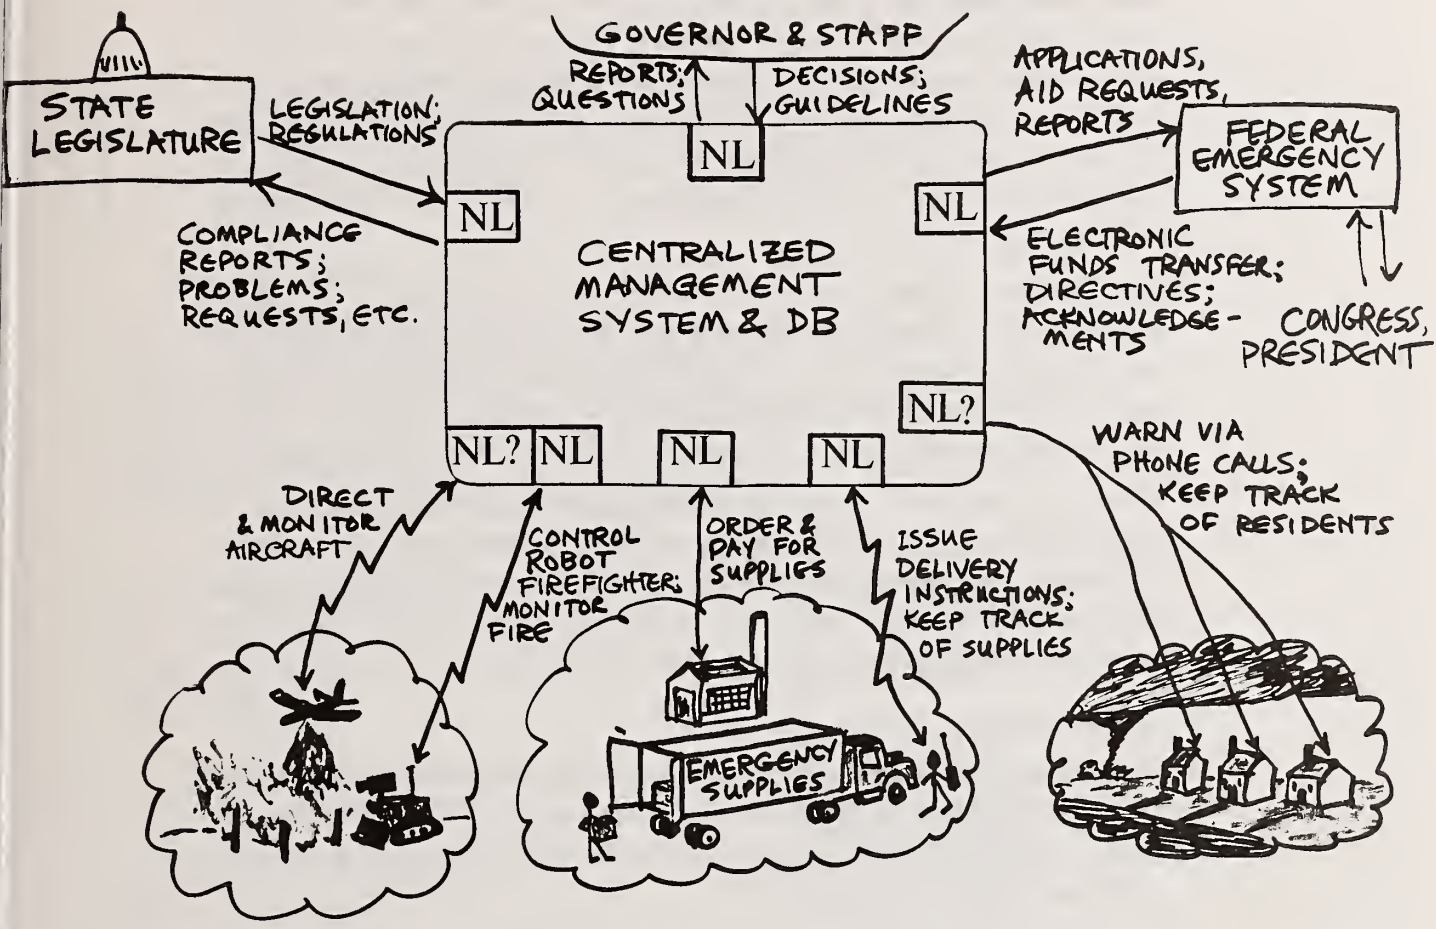 GOVERNOR & STAFF
REPORTS;
QUESTIONS
DECISIONS;
GUIDELINES
STATE
LEGISLATURE
LEGISLATION;
REGULATIONS
COMPLIANCE
REPORTS;
PROBLEMS;
REQUESTS, ETC.
APPLICATIONS,
AID REQUESTS,
REPORTS
FEDERAL
EMERGENCY
SYSTEM
ELECTRONIC
FUNDS TRANSFER;
DIRECTIVES;
ACKNOWLEDGE-
MENTS
CONGRESS,
PRESIDENT
NL
NL
NL
CENTRALIZED
MANAGEMENT
SYSTEM & DB
NL?
NL?
NL
NL
NL
DIRECT
& MONITOR
AIRCRAFT
CONTROL
ROBOT
FIREFIGHTER;
MONITOR
FIRE
ORDER &
PAY FOR
SUPPLIES
ISSUE
DELIVERY
INSTRUCTIONS;
KEEP TRACK
OF SUPPLIES
WARN VIA
PHONE CALLS;
KEEP TRACK
OF RESIDENTS
EMERGENCY
SUPPLIES